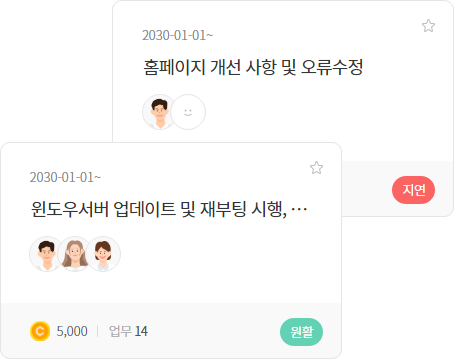 2030-01-01~
홈페이지 개선 사항 및 오류수정
지연
2030-01-01~
윈도우서버 업데이트 및 재부팅 시행, ···
C 5,000 업무 14
원활